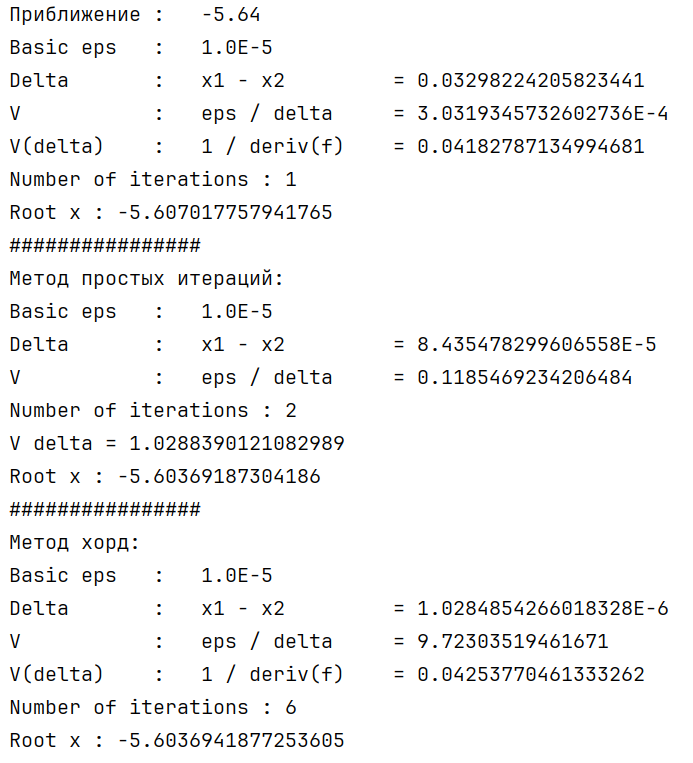 Приближение :   -5.64
Basic eps   :   1.0E-5
Delta       :   x1 - x2         = 0.03298224205823441
V           :   eps / delta     = 3.0319345732602736E-4
V(delta)    :   1 / deriv(f)    = 0.04182787134994681
Number of iterations : 1
Root x : -5.607017757941765
################
Метод простых итераций:
Basic eps   :   1.0E-5
Delta       :   x1 - x2         = 8.435478299606558E-5
V           :   eps / delta     = 0.1185469234206484
Number of iterations : 2
V delta = 1.0288390121082989
Root x : -5.60369187304186
################
Метод хорд:
Basic eps   :   1.0E-5
Delta       :   x1 - x2         = 1.0284854266018328E-6
V           :   eps / delta     = 9.72303519461671
V(delta)    :   1 / deriv(f)    = 0.04253770461333262
Number of iterations : 6
Root x : -5.6036941877253605